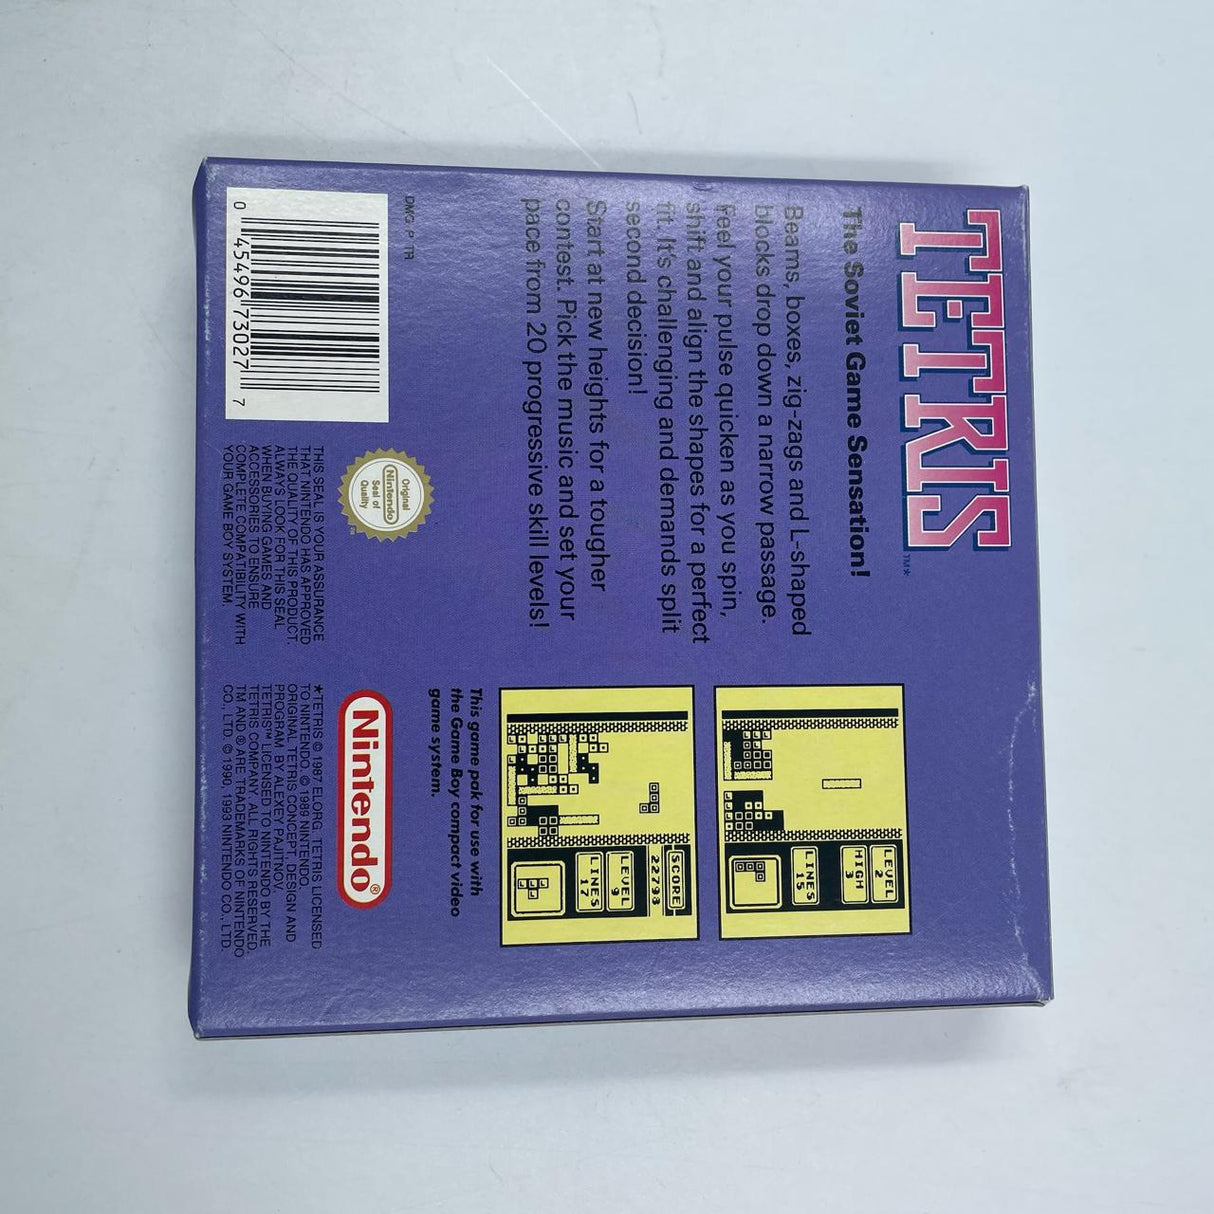 TETRIS™*
The Soviet Game Sensation!
Beams, boxes, zig-zags and L-shaped
blocks drop down a narrow passage.
Feel your pulse quicken as you spin,
shift and align the shapes for a perfect
fit. It's challenging and demands split
second decision!
Start at new heights for a tougher
contest. Pick the music and set your
pace from 20 progressive skill levels!
LEVEL
2
HIGH
3
LINES
15
SCORE
22793
LEVEL
9
LINES
17
This game pak for use with
the Game Boy compact video
game system.
DMG P TR
0 45496 73027 7
Original
Nintendo
Seal of
Quality
THIS SEAL IS YOUR ASSURANCE
THAT NINTENDO HAS APPROVED
THE QUALITY OF THIS PRODUCT.
ALWAYS LOOK FOR THIS SEAL
WHEN BUYING GAMES AND
ACCESSORIES TO ENSURE
COMPLETE COMPATIBILITY WITH
YOUR GAME BOY SYSTEM.
Nintendo®
*TETRIS © 1987 ELORG. TETRIS LICENSED
TO NINTENDO. © 1989 NINTENDO.
ORIGINAL TETRIS CONCEPT, DESIGN AND
PROGRAM BY ALEXEY PAJITNOV.
TETRIS™ LICENSED TO NINTENDO BY THE
TETRIS COMPANY. ALL RIGHTS RESERVED.
TM AND ® ARE TRADEMARKS OF NINTENDO
CO., LTD. © 1990, 1993 NINTENDO CO., LTD.